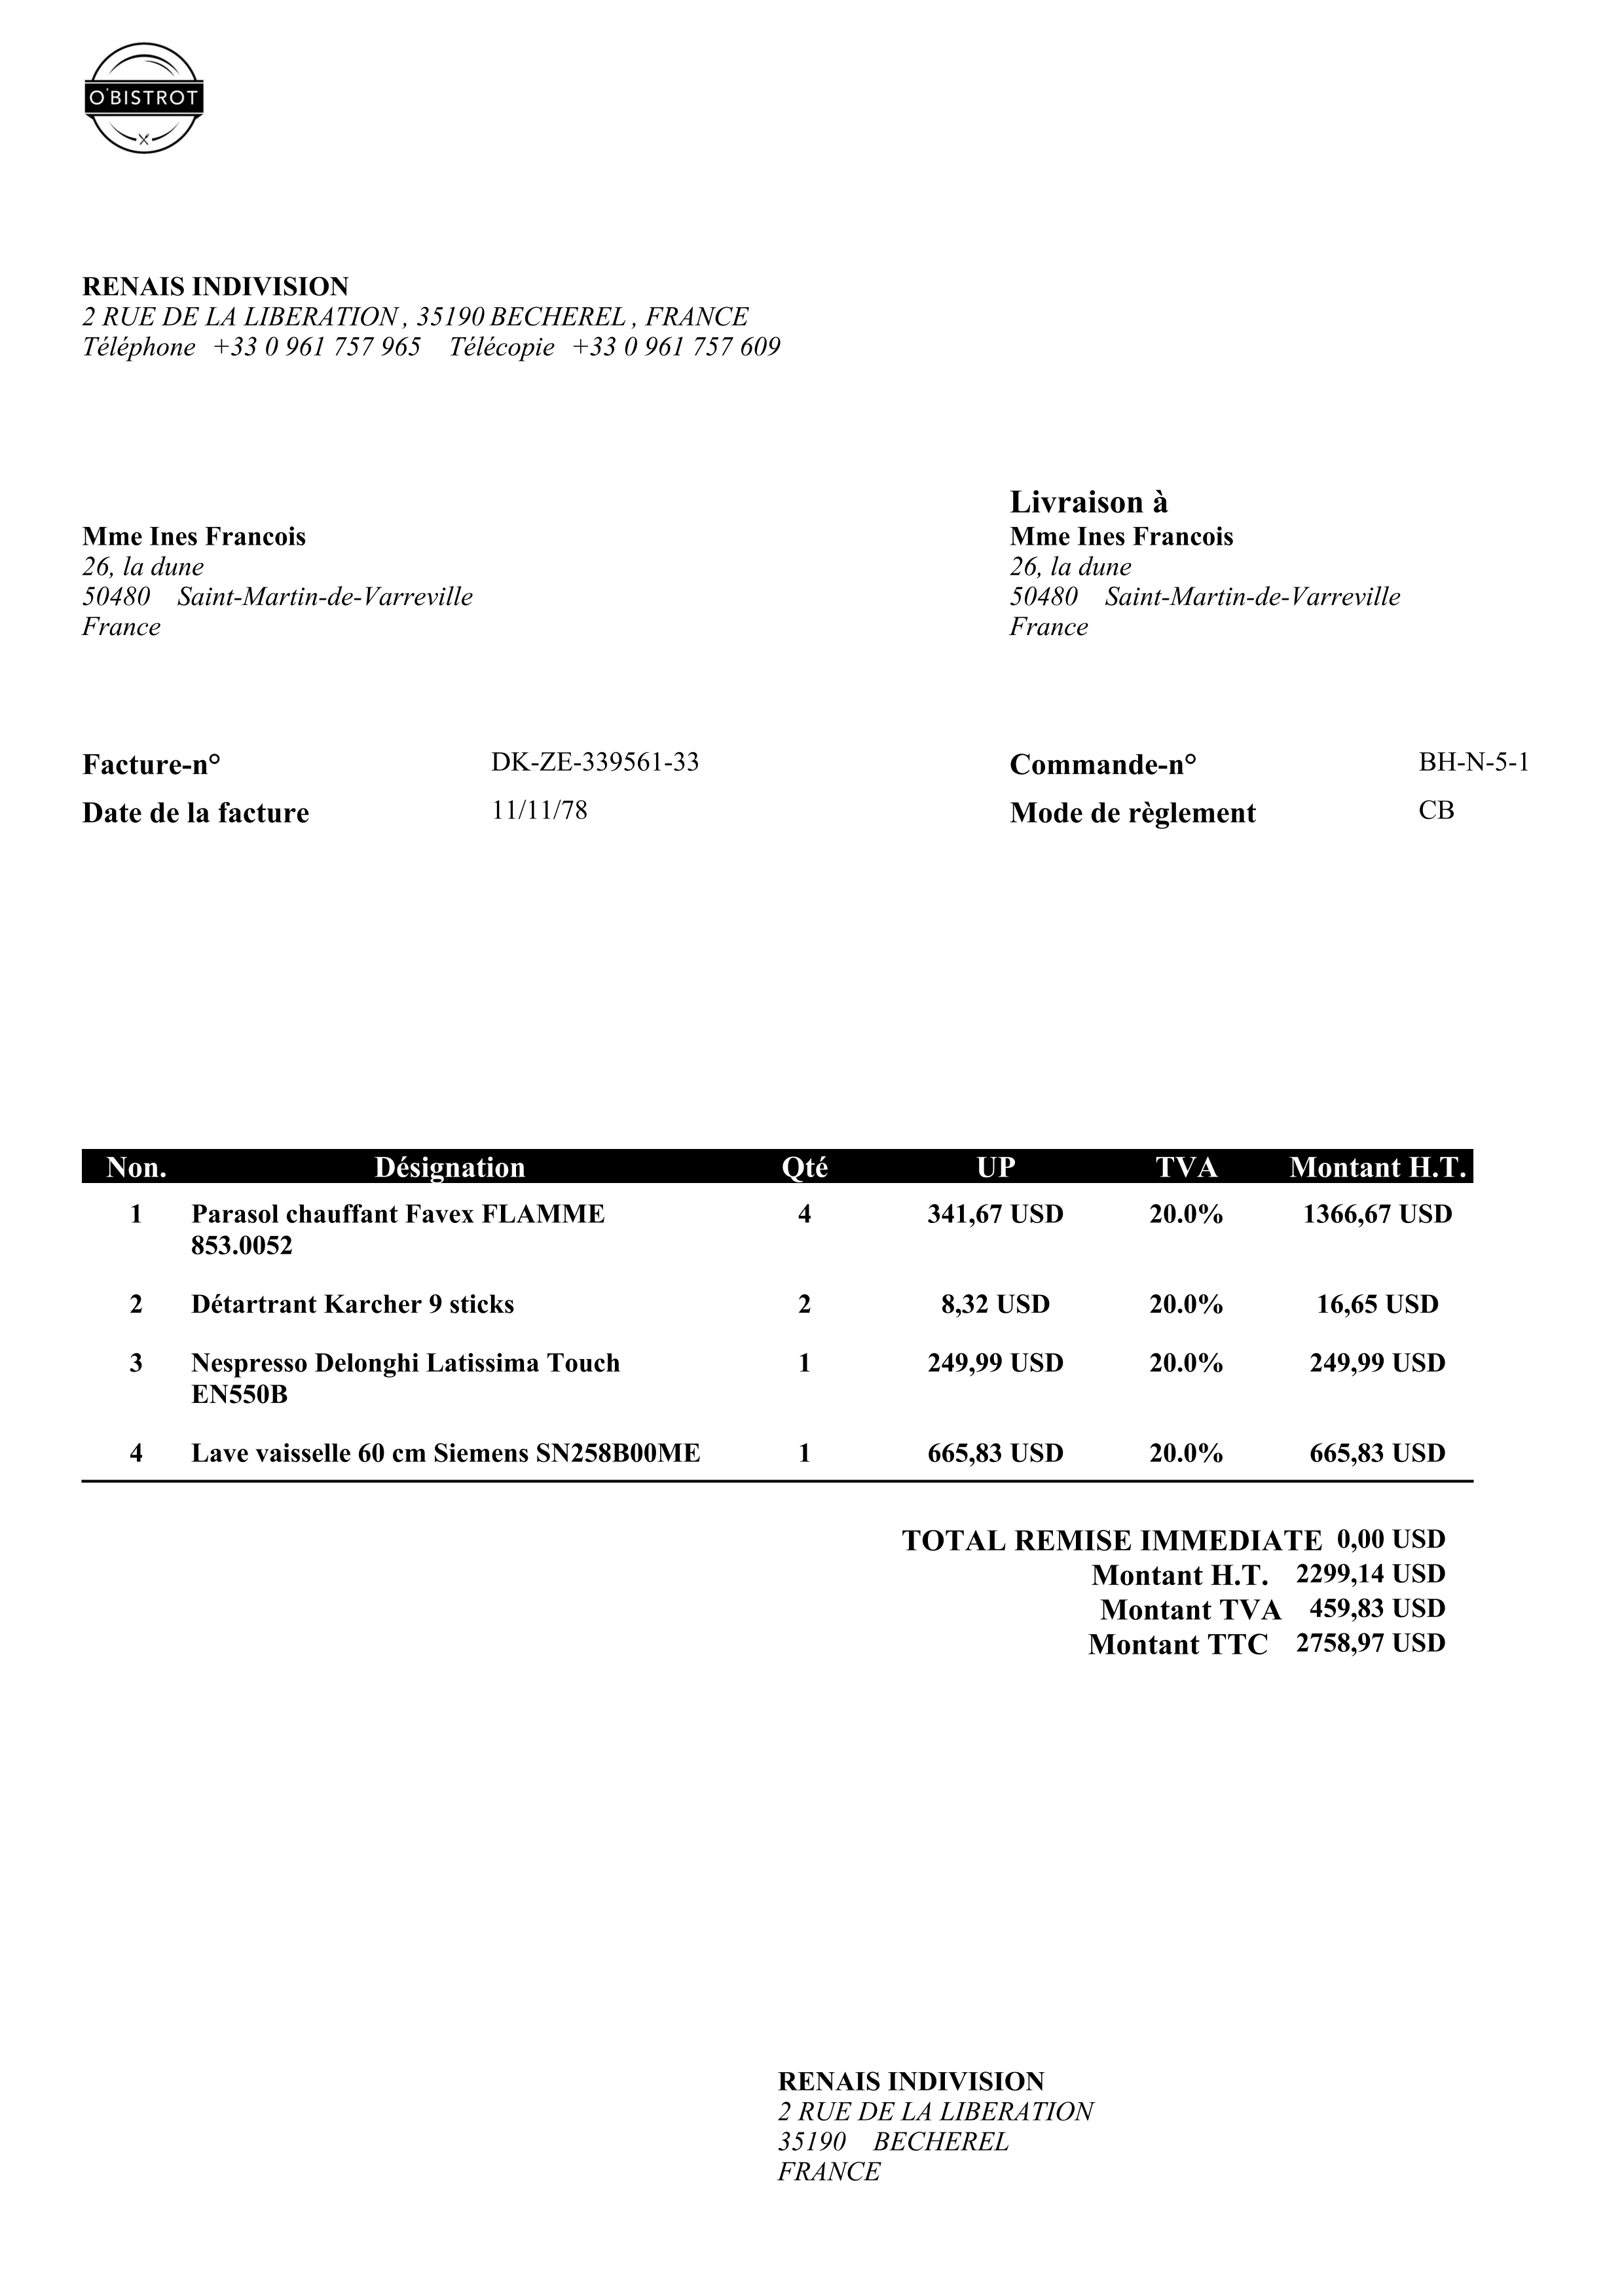 O'BISTROT
RENAIS INDIVISION
2 RUE DE LA LIBERATION , 35190 BECHEREL , FRANCE
Téléphone +33 0 961 757 965 Télécopie +33 0 961 757 609
Mme Ines Francois
26, la dune
50480 Saint-Martin-de-Varreville
France
Livraison à
Mme Ines Francois
26, la dune
50480 Saint-Martin-de-Varreville
France
Facture-n° DK-ZE-339561-33
Date de la facture 11/11/78
Commande-n° BH-N-5-1
Mode de règlement CB
Non. Désignation Qté UP TVA Montant H.T.
1 Parasol chauffant Favex FLAMME 4 341,67 USD 20.0% 1366,67 USD
853.0052
2 Détartrant Karcher 9 sticks 2 8,32 USD 20.0% 16,65 USD
3 Nespresso Delonghi Latissima Touch 1 249,99 USD 20.0% 249,99 USD
EN550B
4 Lave vaisselle 60 cm Siemens SN258B00ME 1 665,83 USD 20.0% 665,83 USD
TOTAL REMISE IMMEDIATE 0,00 USD
Montant H.T. 2299,14 USD
Montant TVA 459,83 USD
Montant TTC 2758,97 USD
RENAIS INDIVISION
2 RUE DE LA LIBERATION
35190 BECHEREL
FRANCE